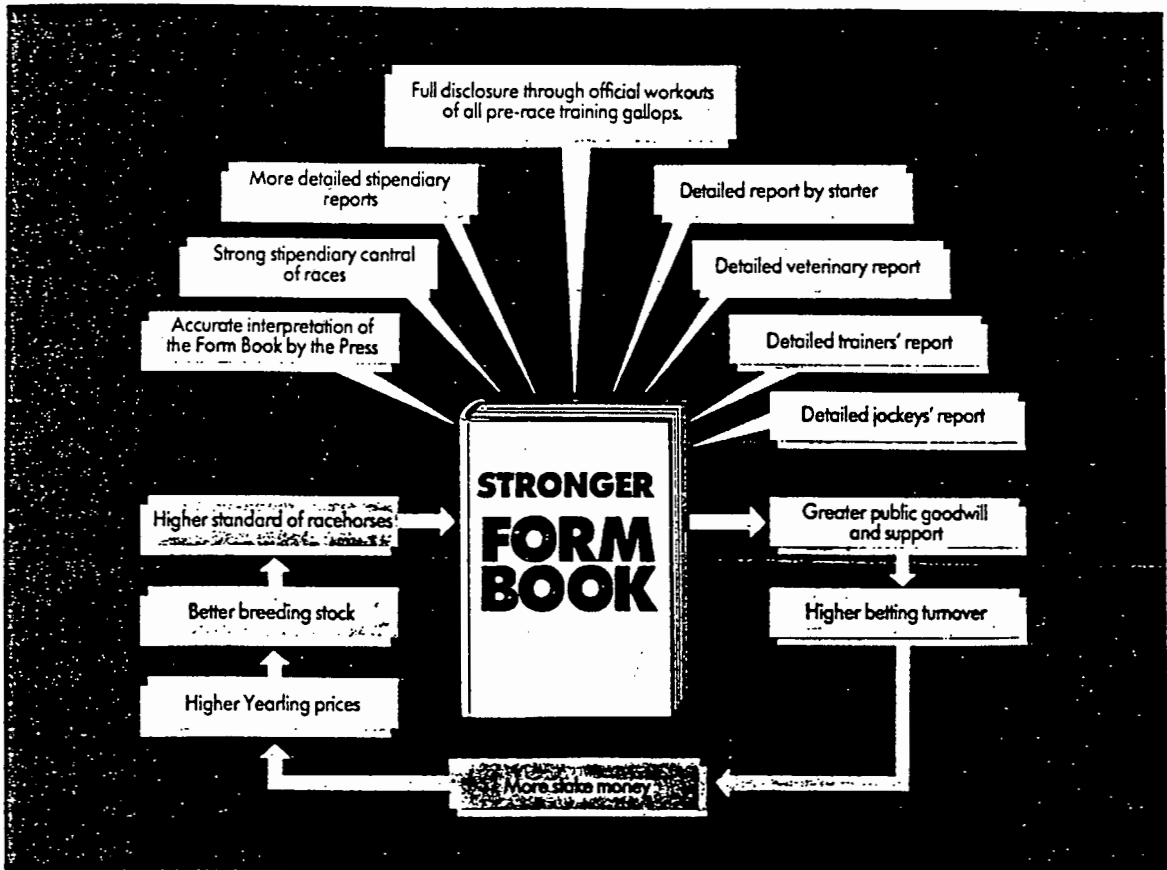 Full disclosure through official workouts
of all pre-race training gallops.
More detailed stipendiary
reports
Detailed report by starter
Strong stipendiary cantral
of races
Detailed veterinary report
Accurate interpretation of
the Form Book by the Press
Detailed trainers' report
Detailed jockeys' report
STRONGER
FORM
BOOK
Higher standard of racehorses
Greater public goodwill
and support
Better breeding stock
Higher betting turnover
Higher Yearling prices
More stake money